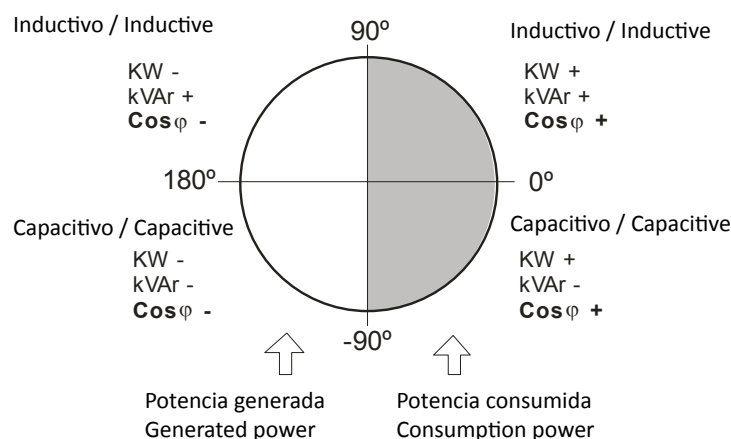 Inductivo / Inductive
KW -
kVAr +
Cosφ -
90º
Inductivo / Inductive
KW +
kVAr +
Cosφ +
180º
0º
Capacitivo / Capacitive
KW -
kVAr -
Cosφ -
Capacitivo / Capacitive
KW +
kVAr -
Cosφ +
-90º
Potencia generada
Generated power
Potencia consumida
Consumption power